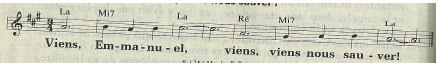 La Mi7 La Ré Mi7 La
Viens, Em-ma-nu-el, viens, viens nous sau-ver!